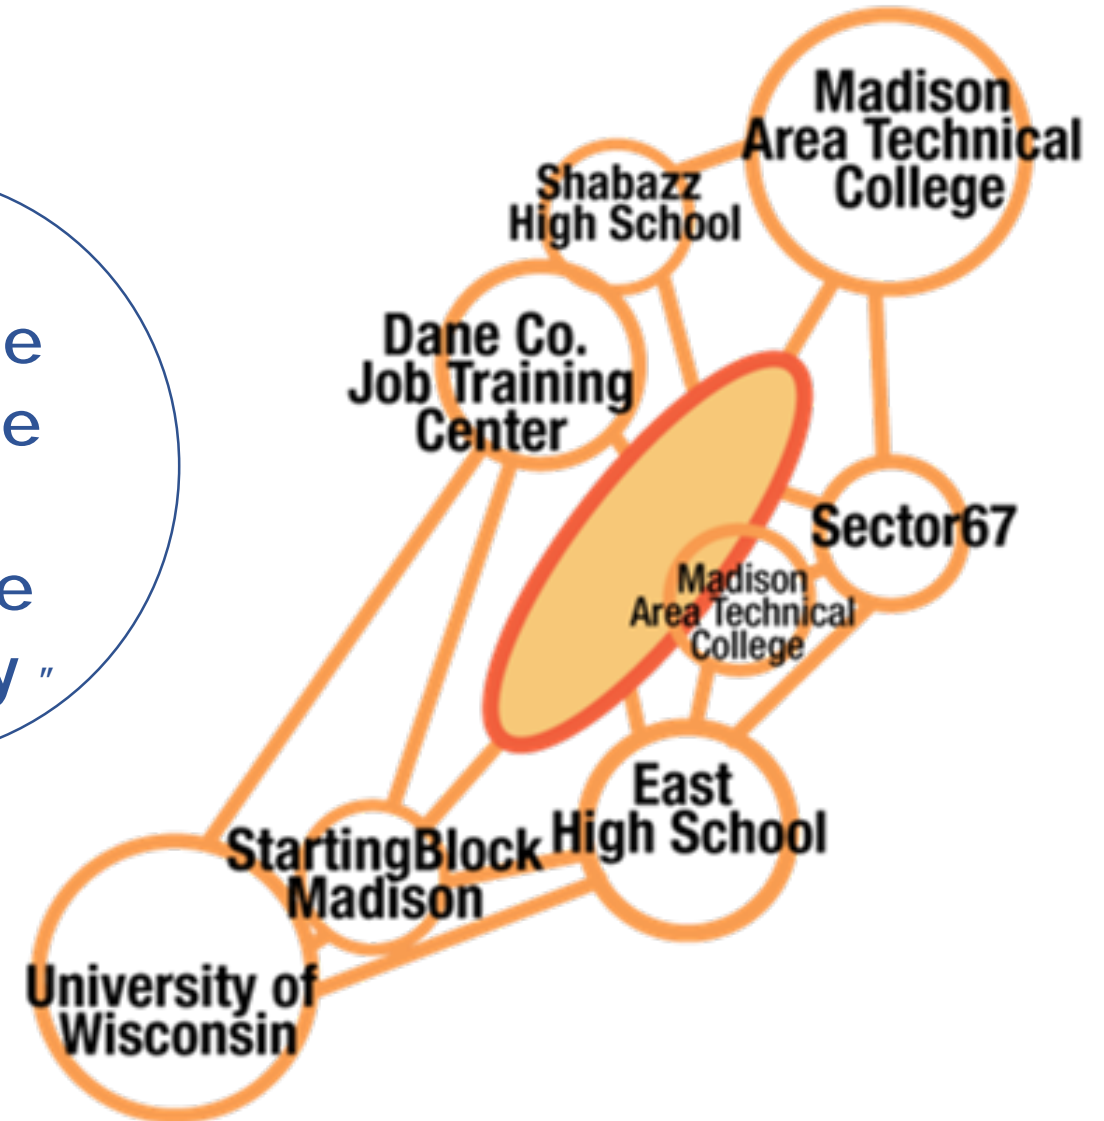 Madison
Area Technical
College
Shabazz
High School
Dane Co.
Job Training
Center
Sector67
Madison
Area Technical
College
East
High School
StartingBlock
Madison
University of
Wisconsin
e
e
e
y "